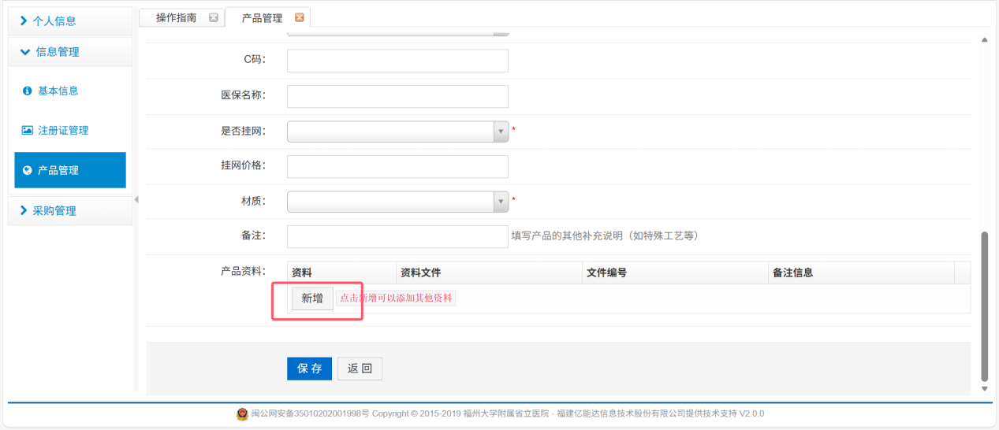 个人信息
操作指南
产品管理
信息管理
基本信息
注册证管理
产品管理
采购管理
C码：
医保名称：
是否挂网： *
挂网价格：
材质： *
备注： 填写产品的其他补充说明（如特殊工艺等）
产品资料： 资料 资料文件 文件编号 备注信息
新增 点击新增可以添加其他资料
保 存 返 回
闽公网安备35010202001998号 Copyright © 2015-2019 福州大学附属省立医院 - 福建亿能达信息技术股份有限公司提供技术支持 V2.0.0